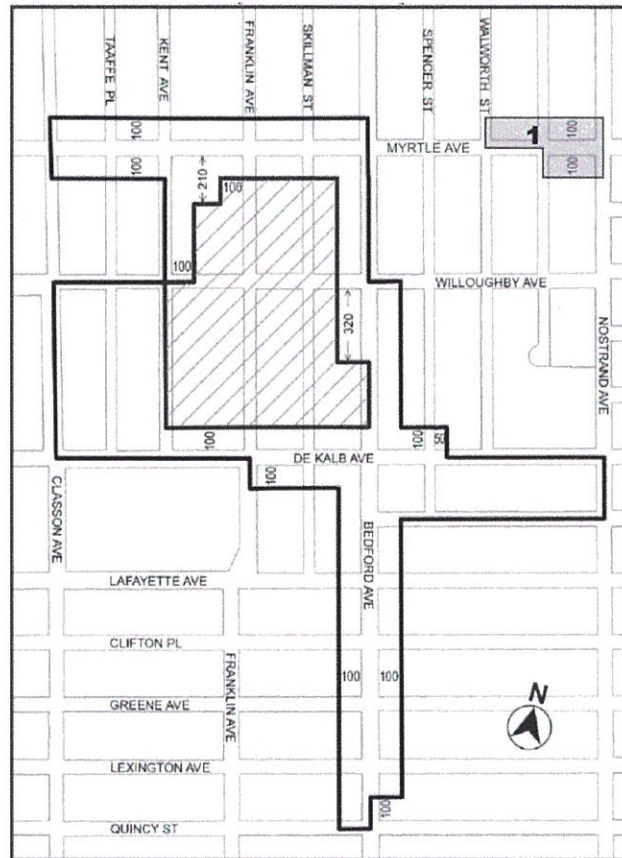 TAAFFE PL
KENT AVE
FRANKLIN AVE
SKILLMAN ST
SPENCER ST
WALWORTH ST
100
100
1
100
MYRTLE AVE
100
100
210
100
100
WILLOUGHBY AVE
320
NOSTRAND AVE
100
100
50
DE KALB AVE
100
CLASSON AVE
BEDFORD AVE
LAFAYETTE AVE
CLIFTON PL
FRANKLIN AVE
100
100
GREENE AVE
N
LEXINGTON AVE
100
QUINCY ST